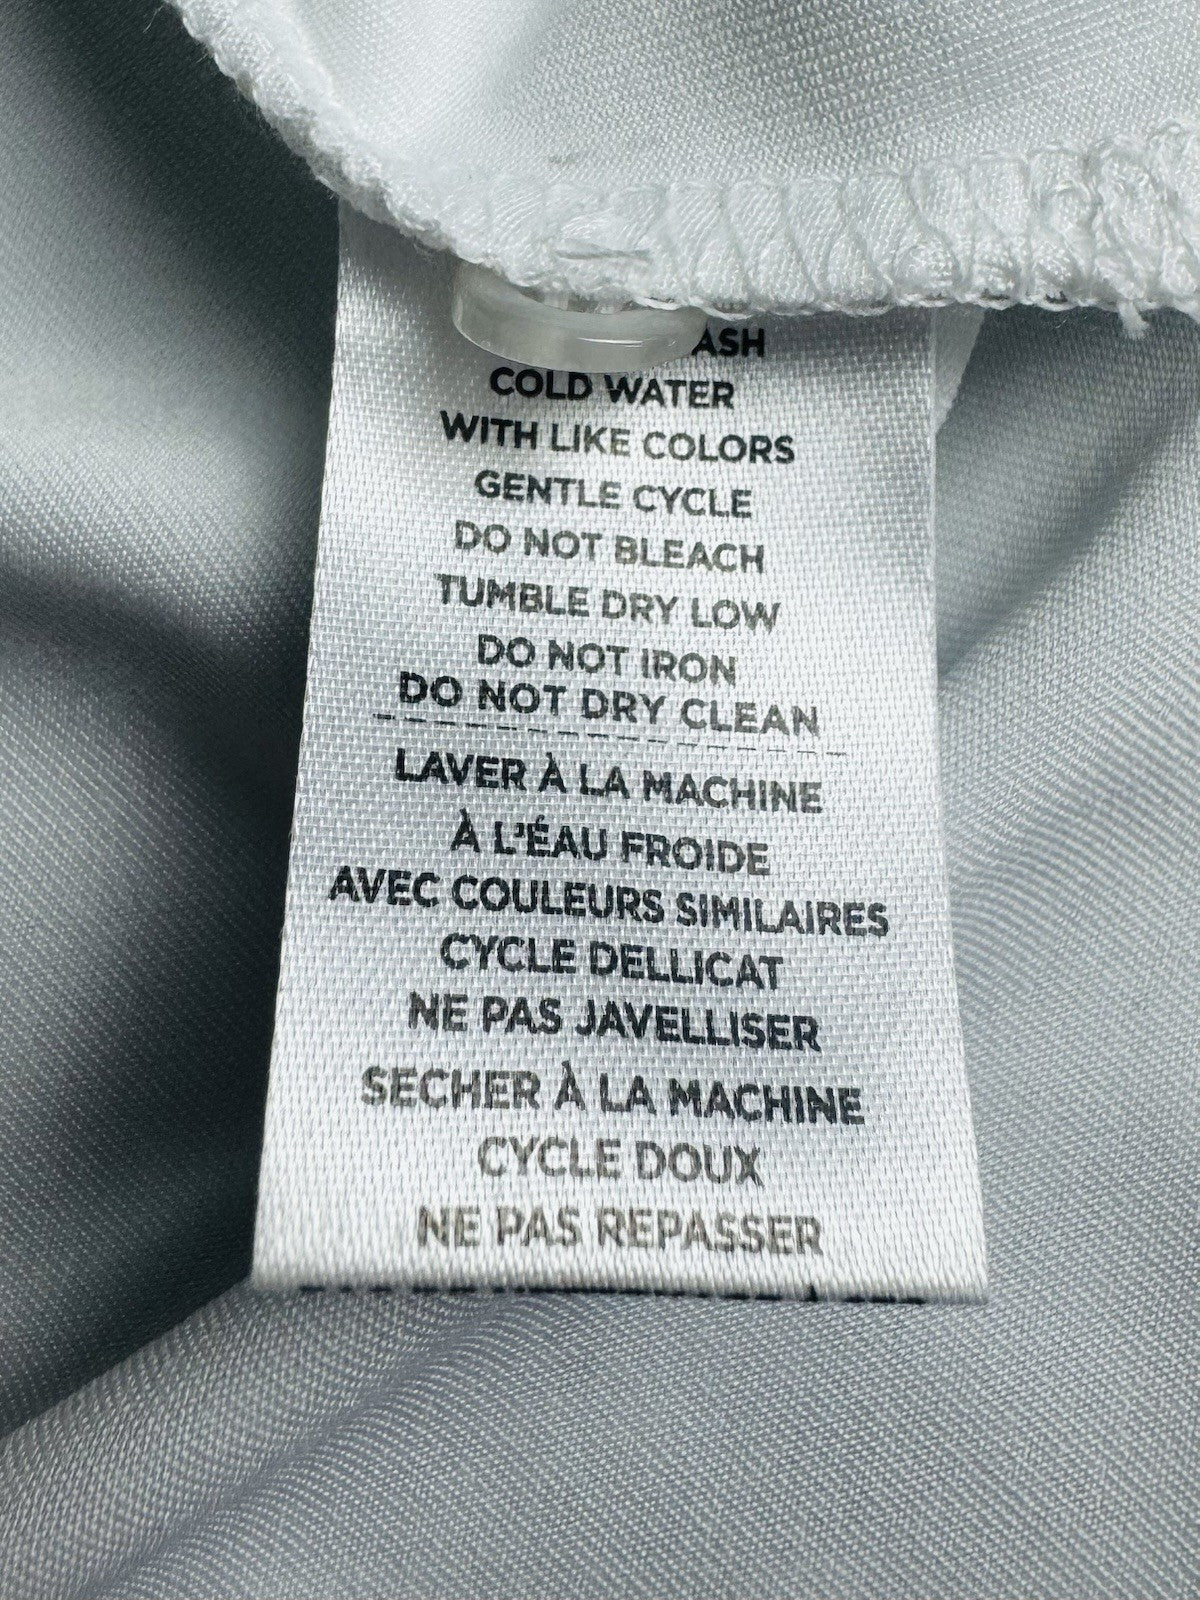 ASH
COLD WATER
WITH LIKE COLORS
GENTLE CYCLE
DO NOT BLEACH
TUMBLE DRY LOW
DO NOT IRON
DO NOT DRY CLEAN
LAVER À LA MACHINE
À L'ÉAU FROIDE
AVEC COULEURS SIMILAIRES
CYCLE DELLICAT
NE PAS JAVELLISER
SECHER À LA MACHINE
CYCLE DOUX
NE PAS REPASSER